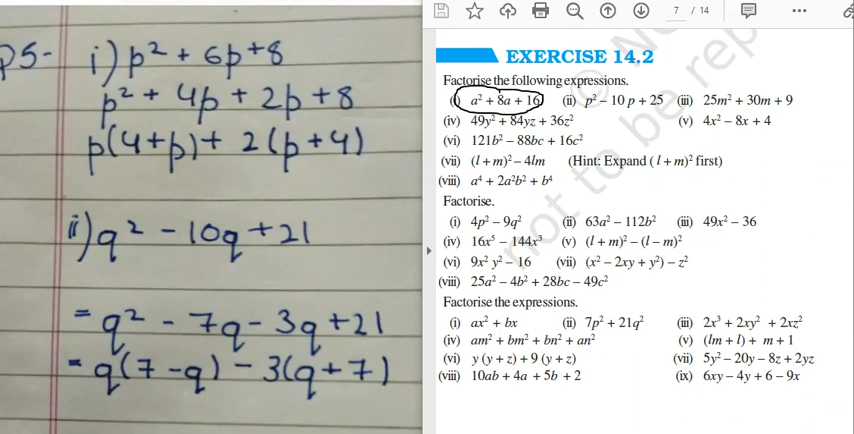 Q5- i) p² + 6p + 8
p² + 4p + 2p + 8
p(4+p) + 2(p+4)
ii) q² - 10q + 21
= q² - 7q - 3q + 21
= q(7-q) - 3(q+7)
7 / 14
EXERCISE 14.2
Factorise the following expressions.
(i) a² + 8a + 16 (ii) p² – 10 p + 25 (iii) 25m² + 30m + 9
(iv) 49y² + 84yz + 36z² (v) 4x² – 8x + 4
(vi) 121b² – 88bc + 16c²
(vii) (l + m)² – 4lm (Hint: Expand ( l + m)² first)
(viii) a⁴ + 2a²b² + b⁴
Factorise.
(i) 4p² – 9q² (ii) 63a² – 112b² (iii) 49x² – 36
(iv) 16x⁵ – 144x³ (v) (l + m)² – (l – m)²
(vi) 9x² y² – 16 (vii) (x² – 2xy + y²) – z²
(viii) 25a² – 4b² + 28bc – 49c²
Factorise the expressions.
(i) ax² + bx (ii) 7p² + 21q² (iii) 2x³ + 2xy² + 2xz²
(iv) am² + bm² + bn² + an² (v) (lm + l) + m + 1
(vi) y (y + z) + 9 (y + z) (vii) 5y² – 20y – 8z + 2yz
(viii) 10ab + 4a + 5b + 2 (ix) 6xy – 4y + 6 – 9x
not to be rep